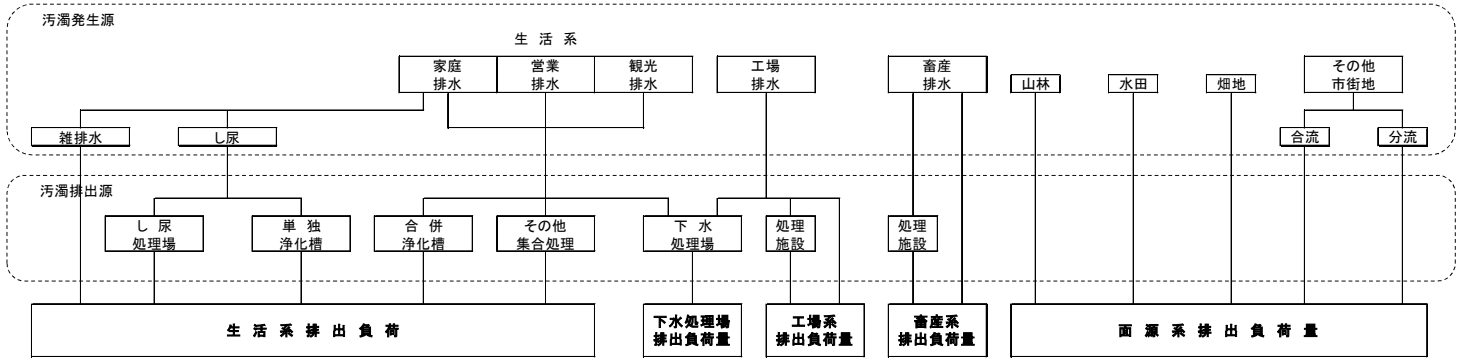 汚濁発生源
生 活 系
家庭
排水
営業
排水
観光
排水
工場
排水
畜産
排水
山林
水田
畑地
その他
市街地
雑排水
し尿
合流
分流
汚濁排出源
し 尿
処理場
単 独
浄化槽
合 併
浄化槽
その他
集合処理
下 水
処理場
処理
施設
処理
施設
生 活 系 排 出 負 荷
下水処理場
排出負荷量
工場系
排出負荷量
畜産系
排出負荷量
面 源 系 排 出 負 荷 量